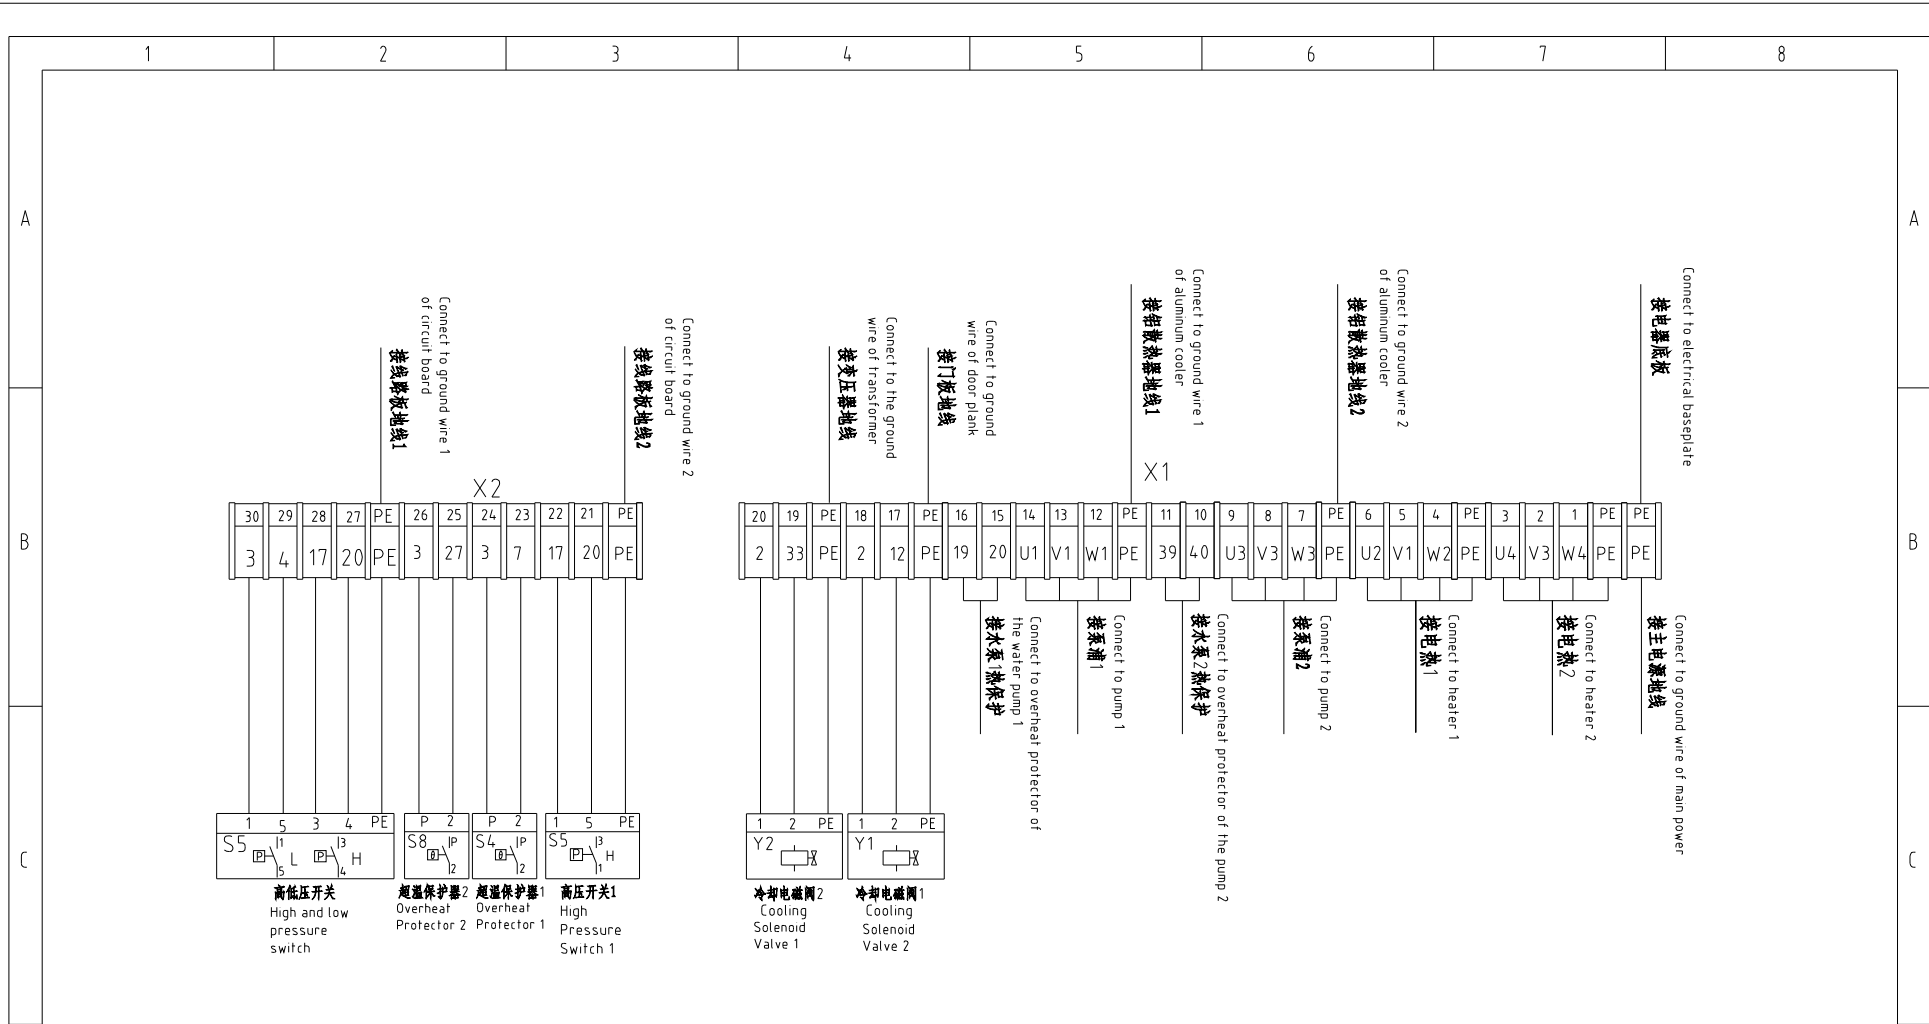 1 2 3 4 5 6 7 8
A A
B B
C C
接线路板地线1
Connect to ground wire 1
of circuit board
接线路板地线2
Connect to ground wire 2
of circuit board
接变压器地线
Connect to the ground
wire of transformer
接门板地线
Connect to ground
wire of door plank
接铝散热器地线1
Connect to ground wire 1
of aluminum cooler
接铝散热器地线2
Connect to ground wire 2
of aluminum cooler
接电器底板
Connect to electrical baseplate
X2
30 29 28 27 PE 26 25 24 23 22 21 PE
3 4 17 20 PE 3 27 3 7 17 20 PE
X1
20 19 PE 18 17 PE 16 15 14 13 12 PE 11 10 9 8 7 PE 6 5 4 PE 3 2 1 PE PE
2 33 PE 2 12 PE 19 20 U1 V1 W1 PE 39 40 U3 V3 W3 PE U2 V1 W2 PE U4 V3 W4 PE PE
接水泵1热保护
Connect to overheat protector of
the water pump 1
接泵浦1
Connect to pump 1
接水泵2热保护
Connect to overheat protector of the pump 2
接泵浦2
Connect to pump 2
接电热1
Connect to heater 1
接电热2
Connect to heater 2
接主电源地线
Connect to ground wire of main power
1 5 3 4 PE
S5 P 1 5 L P 3 4 H
高低压开关
High and low
pressure
switch
P 2
S8 θ P 2
超温保护器2
Overheat
Protector 2
P 2
S4 θ P 2
超温保护器1
Overheat
Protector 1
1 5 PE
S5 P 3 1 H
高压开关1
High
Pressure
Switch 1
1 2 PE
Y2
冷却电磁阀2
Cooling
Solenoid
Valve 1
1 2 PE
Y1
冷却电磁阀1
Cooling
Solenoid
Valve 2